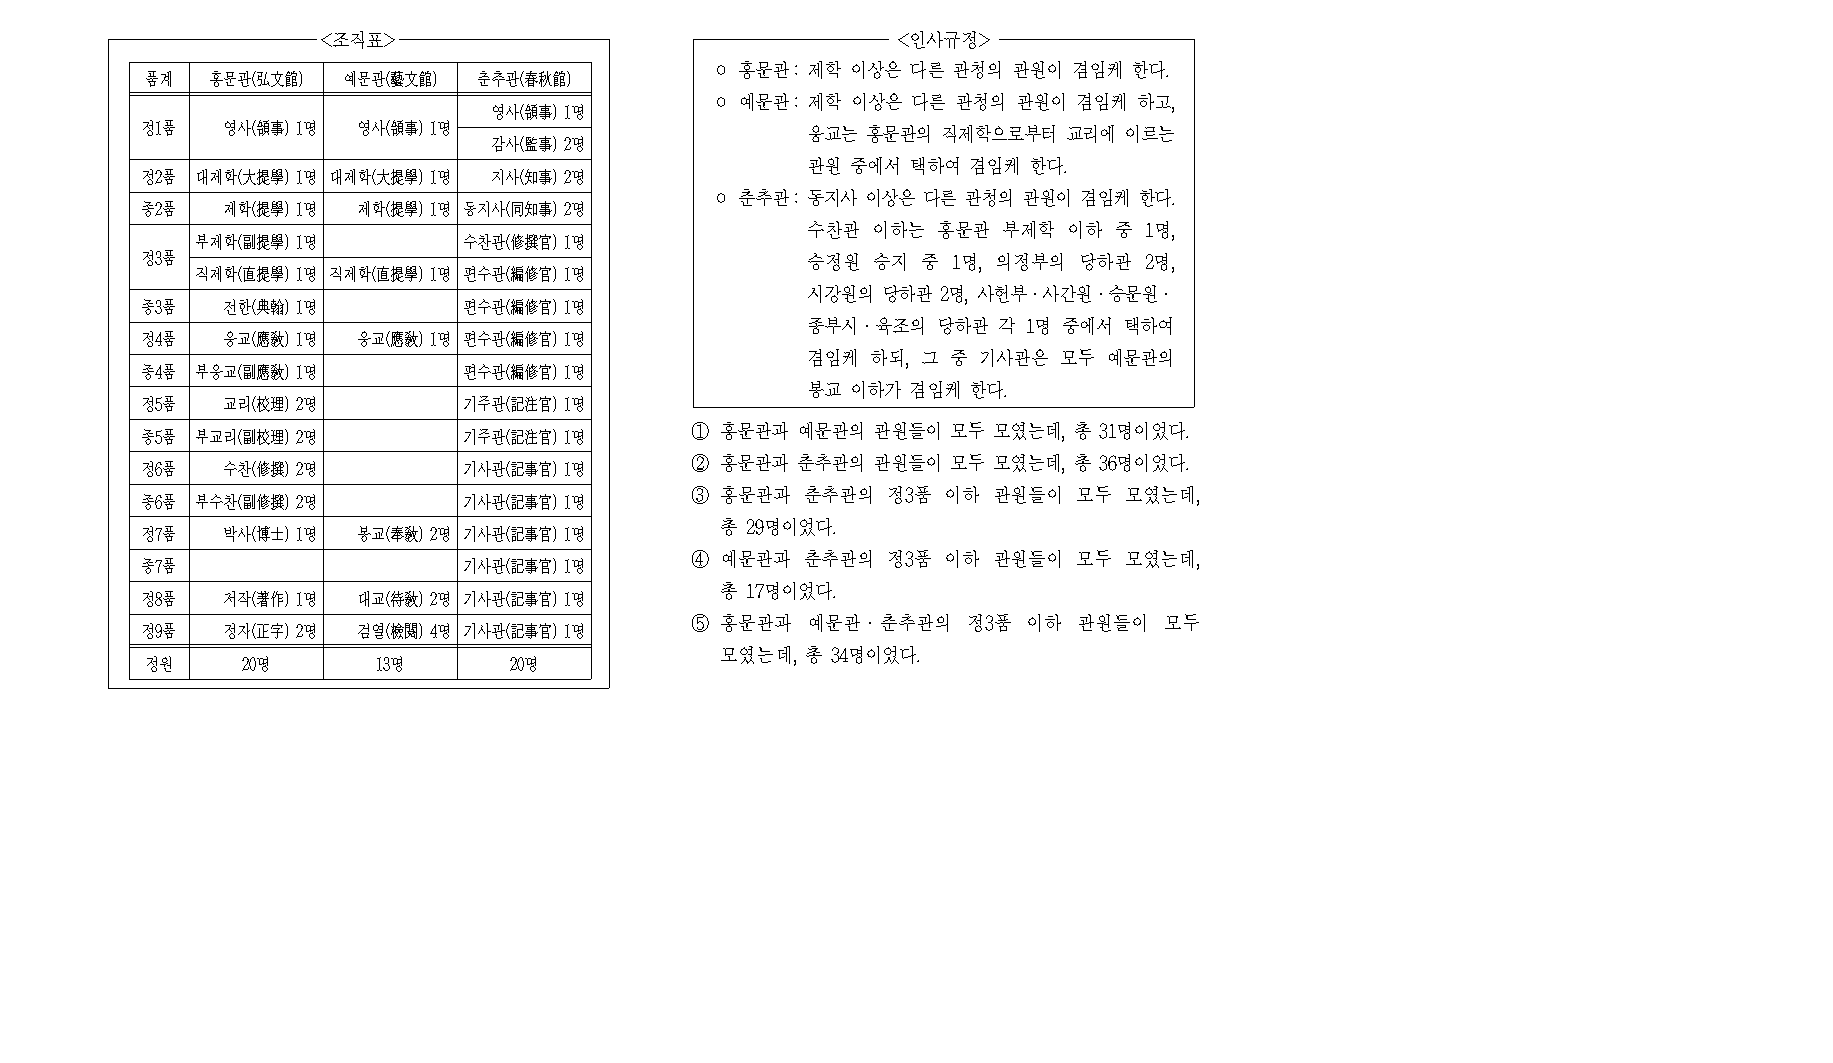 <조직표>
품계 홍문관(弘文館) 예문관(藝文館) 춘추관(春秋館)
정1품 영사(領事) 1명 영사(領事) 1명 영사(領事) 1명
감사(監事) 2명
정2품 대제학(大提學) 1명 대제학(大提學) 1명 지사(知事) 2명
종2품 제학(提學) 1명 제학(提學) 1명 동지사(同知事) 2명
정3품 부제학(副提學) 1명 수찬관(修撰官) 1명
직제학(直提學) 1명 직제학(直提學) 1명 편수관(編修官) 1명
종3품 전한(典翰) 1명 편수관(編修官) 1명
정4품 응교(應敎) 1명 응교(應敎) 1명 편수관(編修官) 1명
종4품 부응교(副應敎) 1명 편수관(編修官) 1명
정5품 교리(校理) 2명 기주관(記注官) 1명
종5품 부교리(副校理) 2명 기주관(記注官) 1명
정6품 수찬(修撰) 2명 기사관(記事官) 1명
종6품 부수찬(副修撰) 2명 기사관(記事官) 1명
정7품 박사(博士) 1명 봉교(奉敎) 2명 기사관(記事官) 1명
종7품 기사관(記事官) 1명
정8품 저작(著作) 1명 대교(待敎) 2명 기사관(記事官) 1명
정9품 정자(正字) 2명 검열(檢閱) 4명 기사관(記事官) 1명
정원 20명 13명 20명
<인사규정>
○ 홍문관: 제학 이상은 다른 관청의 관원이 겸임케 한다.
○ 예문관: 제학 이상은 다른 관청의 관원이 겸임케 하고,
응교는 홍문관의 직제학으로부터 교리에 이르는
관원 중에서 택하여 겸임케 한다.
○ 춘추관: 동지사 이상은 다른 관청의 관원이 겸임케 한다.
수찬관 이하는 홍문관 부제학 이하 중 1명,
승정원 승지 중 1명, 의정부의 당하관 2명,
시강원의 당하관 2명, 사헌부·사간원·승문원·
종부시·육조의 당하관 각 1명 중에서 택하여
겸임케 하되, 그 중 기사관은 모두 예문관의
봉교 이하가 겸임케 한다.
① 홍문관과 예문관의 관원들이 모두 모였는데, 총 31명이었다.
② 홍문관과 춘추관의 관원들이 모두 모였는데, 총 36명이었다.
③ 홍문관과 춘추관의 정3품 이하 관원들이 모두 모였는데,
총 29명이었다.
④ 예문관과 춘추관의 정3품 이하 관원들이 모두 모였는데,
총 17명이었다.
⑤ 홍문관과 예문관·춘추관의 정3품 이하 관원들이 모두
모였는데, 총 34명이었다.